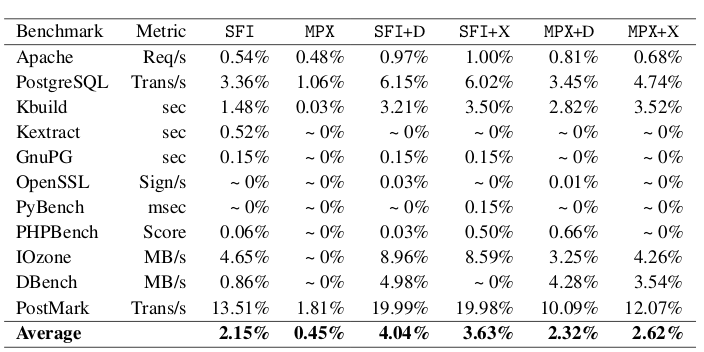 Benchmark Metric SFI MPX SFI+D SFI+X MPX+D MPX+X
Apache Req/s 0.54% 0.48% 0.97% 1.00% 0.81% 0.68%
PostgreSQL Trans/s 3.36% 1.06% 6.15% 6.02% 3.45% 4.74%
Kbuild sec 1.48% 0.03% 3.21% 3.50% 2.82% 3.52%
Kextract sec 0.52% ~ 0% ~ 0% ~ 0% ~ 0% ~ 0%
GnuPG sec 0.15% ~ 0% 0.15% 0.15% ~ 0% ~ 0%
OpenSSL Sign/s ~ 0% ~ 0% 0.03% ~ 0% 0.01% ~ 0%
PyBench msec ~ 0% ~ 0% ~ 0% 0.15% ~ 0% ~ 0%
PHPBench Score 0.06% ~ 0% 0.03% 0.50% 0.66% ~ 0%
IOzone MB/s 4.65% ~ 0% 8.96% 8.59% 3.25% 4.26%
DBench MB/s 0.86% ~ 0% 4.98% ~ 0% 4.28% 3.54%
PostMark Trans/s 13.51% 1.81% 19.99% 19.98% 10.09% 12.07%
Average 2.15% 0.45% 4.04% 3.63% 2.32% 2.62%